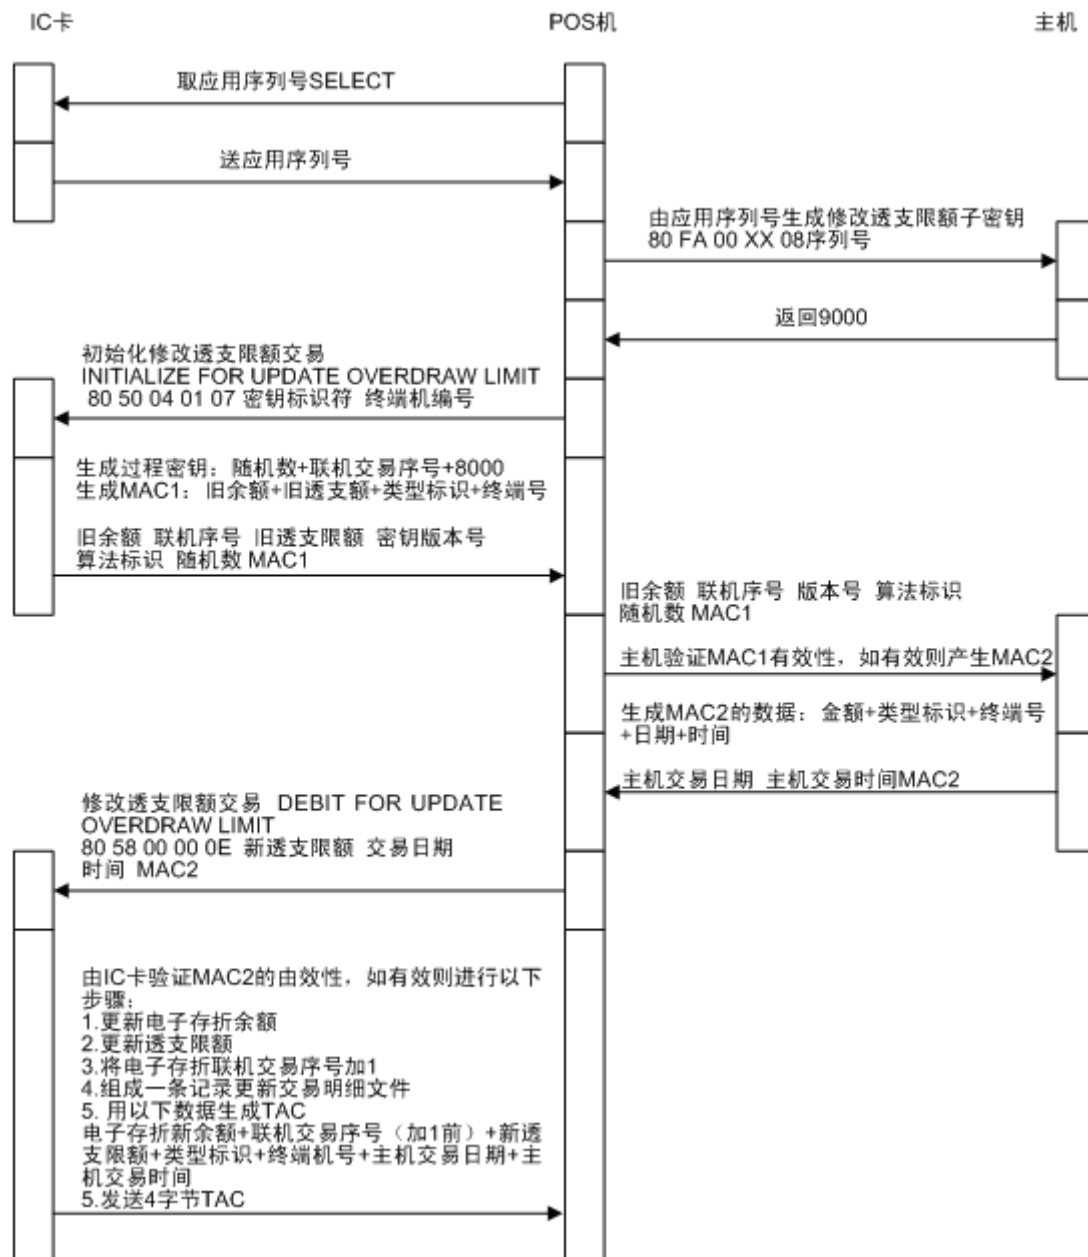 IC卡
POS机
主机
取应用序列号SELECT
送应用序列号
由应用序列号生成修改透支限额子密钥
80 FA 00 XX 08序列号
返回9000
初始化修改透支限额交易
INITIALIZE FOR UPDATE OVERDRAW LIMIT
80 50 04 01 07 密钥标识符 终端机编号
生成过程密钥：随机数+联机交易序号+8000
生成MAC1：旧余额+旧透支额+类型标识+终端号
旧余额 联机序号 旧透支限额 密钥版本号
算法标识 随机数 MAC1
旧余额 联机序号 版本号 算法标识
随机数 MAC1
主机验证MAC1有效性，如有效则产生MAC2
生成MAC2的数据：金额+类型标识+终端号
+日期+时间
主机交易日期 主机交易时间MAC2
修改透支限额交易 DEBIT FOR UPDATE
OVERDRAW LIMIT
80 58 00 00 0E 新透支限额 交易日期
时间 MAC2
由IC卡验证MAC2的由效性，如有效则进行以下
步骤：
1.更新电子存折余额
2.更新透支限额
3.将电子存折联机交易序号加1
4.组成一条记录更新交易明细文件
5. 用以下数据生成TAC
电子存折新余额+联机交易序号（加1前）+新透
支限额+类型标识+终端机号+主机交易日期+主
机交易时间
5.发送4字节TAC